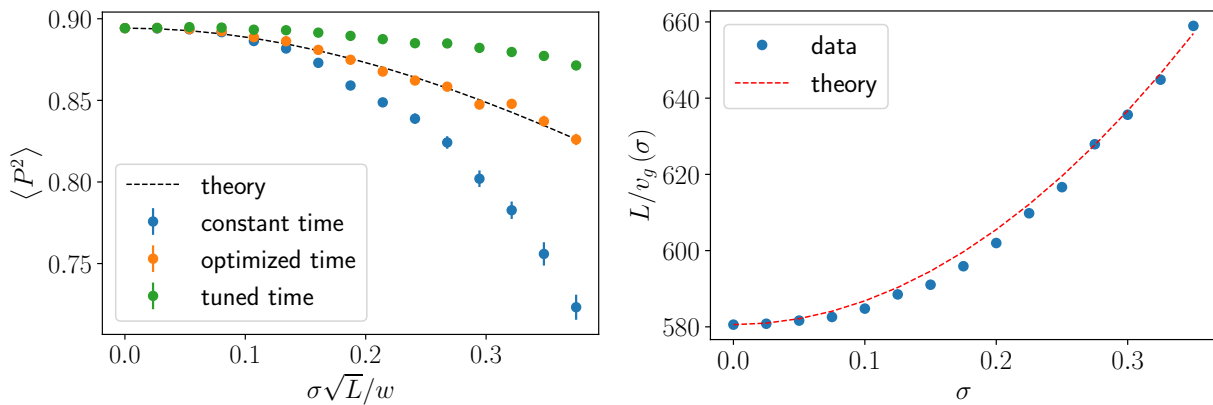 0.90
0.85
0.80
0.75
⟨P²⟩
theory
constant time
optimized time
tuned time
0.0 0.1 0.2 0.3
σ√L/w
660
640
620
600
580
L/v_g(σ)
data
theory
0.0 0.1 0.2 0.3
σ